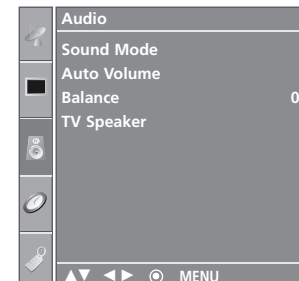 Audio
Sound Mode
Auto Volume
Balance 0
TV Speaker
▲▼ ◀▶ ◉ MENU